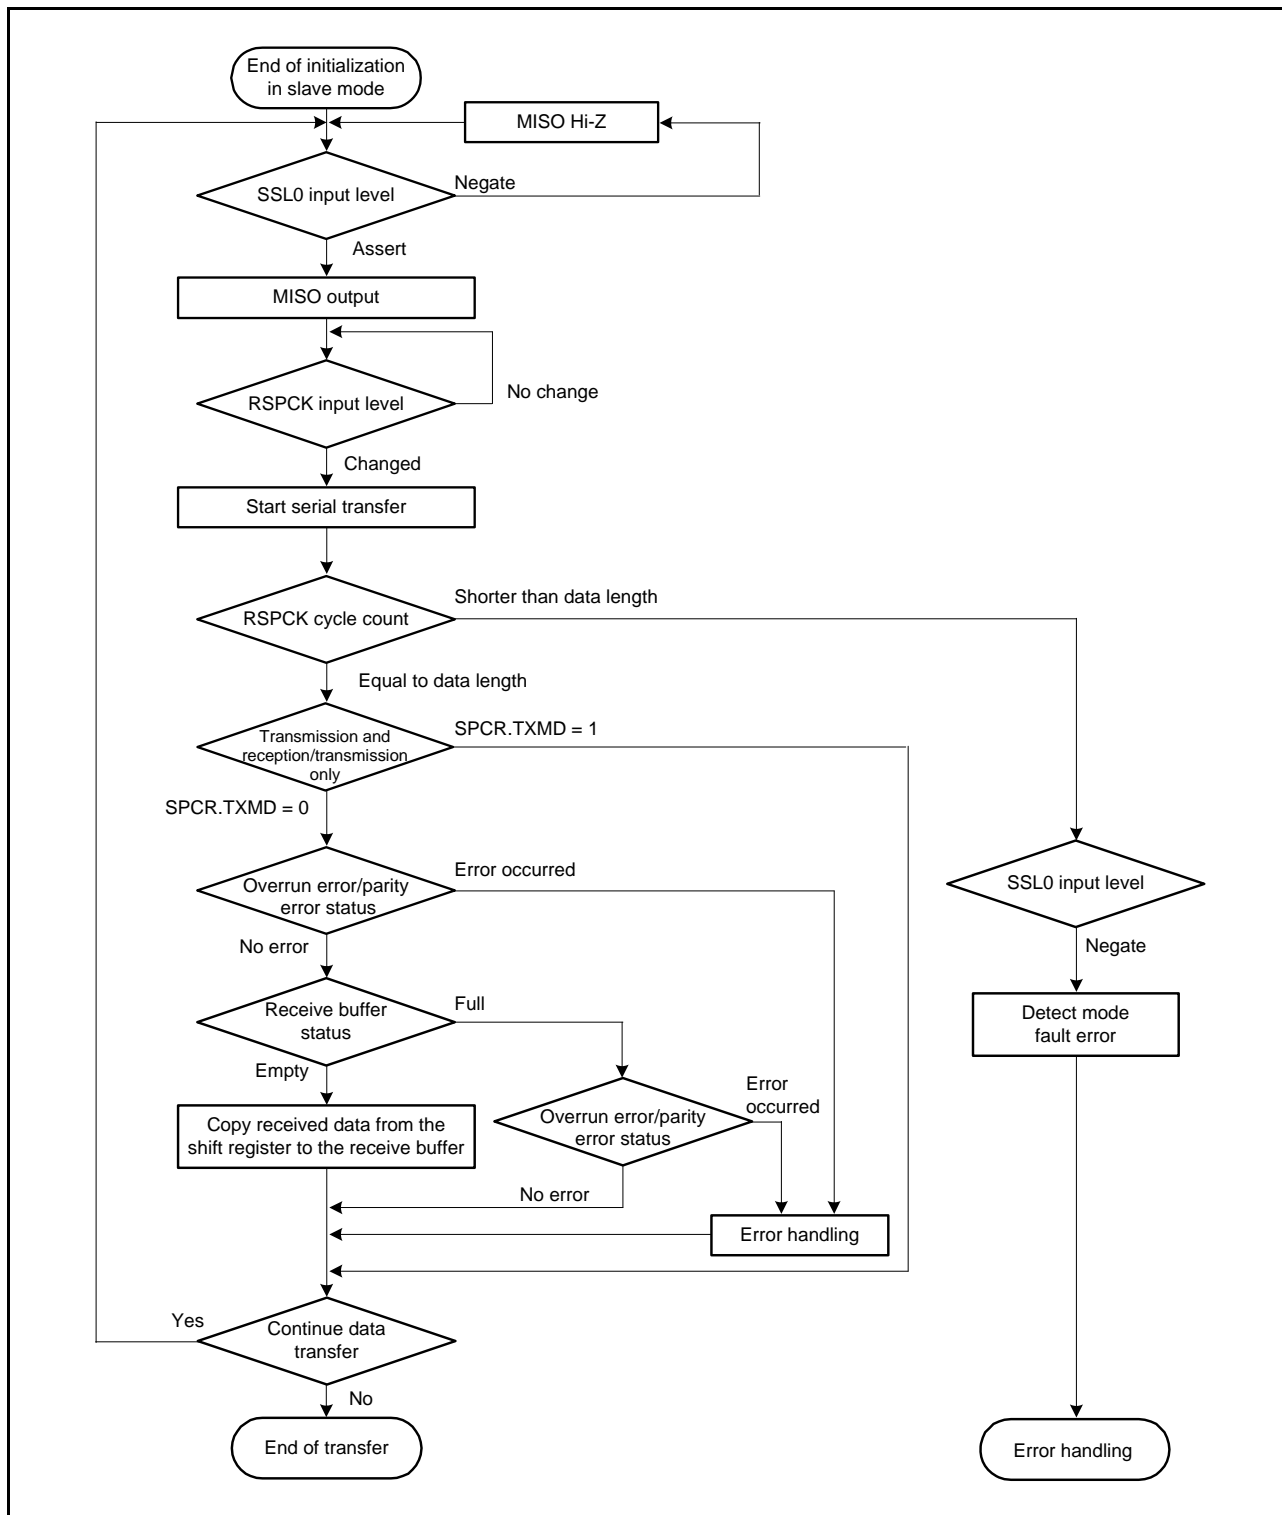 End of initialization
in slave mode
MISO Hi-Z
SSL0 input level
Negate
Assert
MISO output
RSPCK input level
No change
Changed
Start serial transfer
RSPCK cycle count
Shorter than data length
Equal to data length
Transmission and
reception/transmission
only
SPCR.TXMD = 1
SPCR.TXMD = 0
Overrun error/parity
error status
Error occurred
SSL0 input level
No error
Negate
Receive buffer
status
Full
Detect mode
fault error
Empty
Copy received data from the
shift register to the receive buffer
Overrun error/parity
error status
Error
occurred
No error
Error handling
Yes
Continue data
transfer
No
End of transfer
Error handling